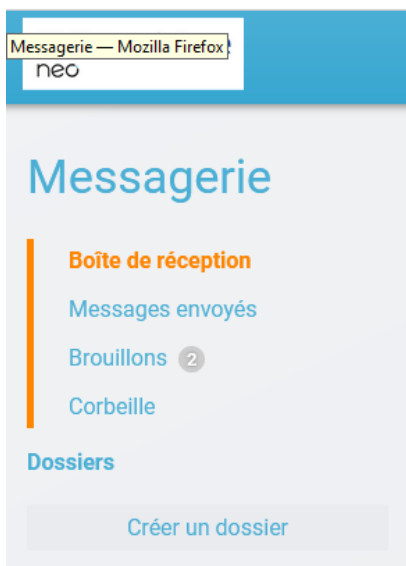 Messagerie — Mozilla Firefox
neo
Messagerie
Boîte de réception
Messages envoyés
Brouillons 2
Corbeille
Dossiers
Créer un dossier